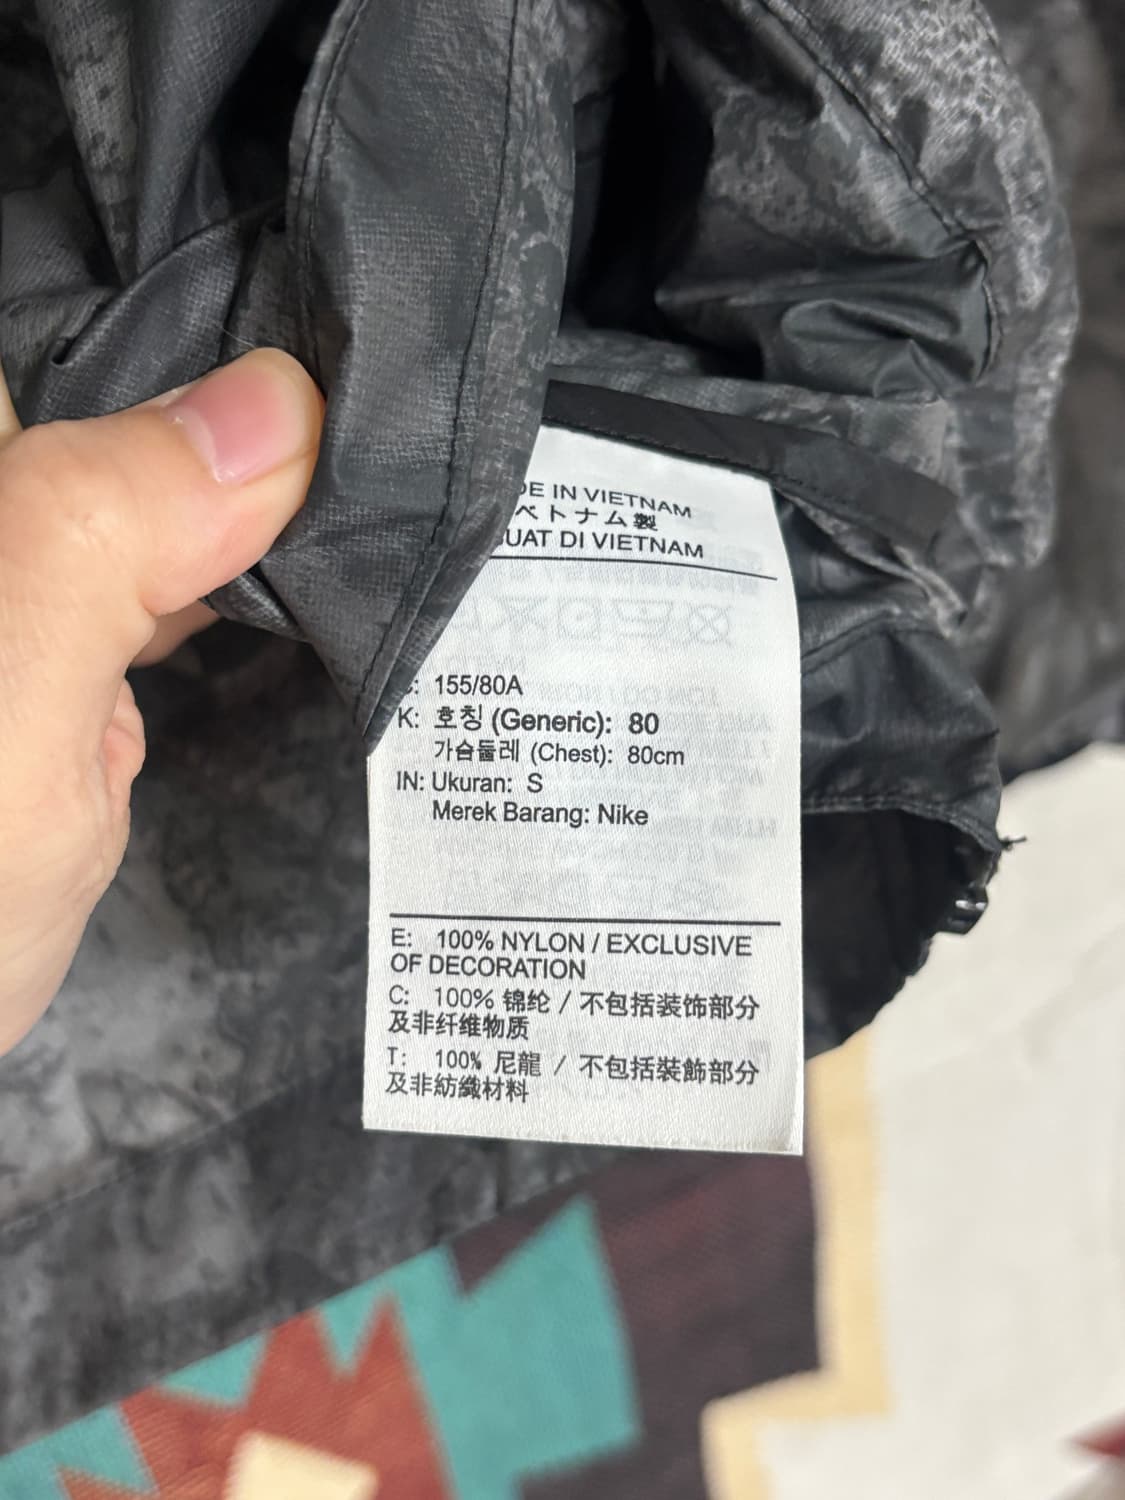 DE IN VIETNAM
ベトナム製
UAT DI VIETNAM
: 155/80A
K: 호칭 (Generic): 80
가슴둘레 (Chest): 80cm
IN: Ukuran: S
Merek Barang: Nike
E: 100% NYLON / EXCLUSIVE
OF DECORATION
C: 100% 锦纶 / 不包括装饰部分
及非纤维物质
T: 100% 尼龍 / 不包括裝飾部分
及非紡織材料